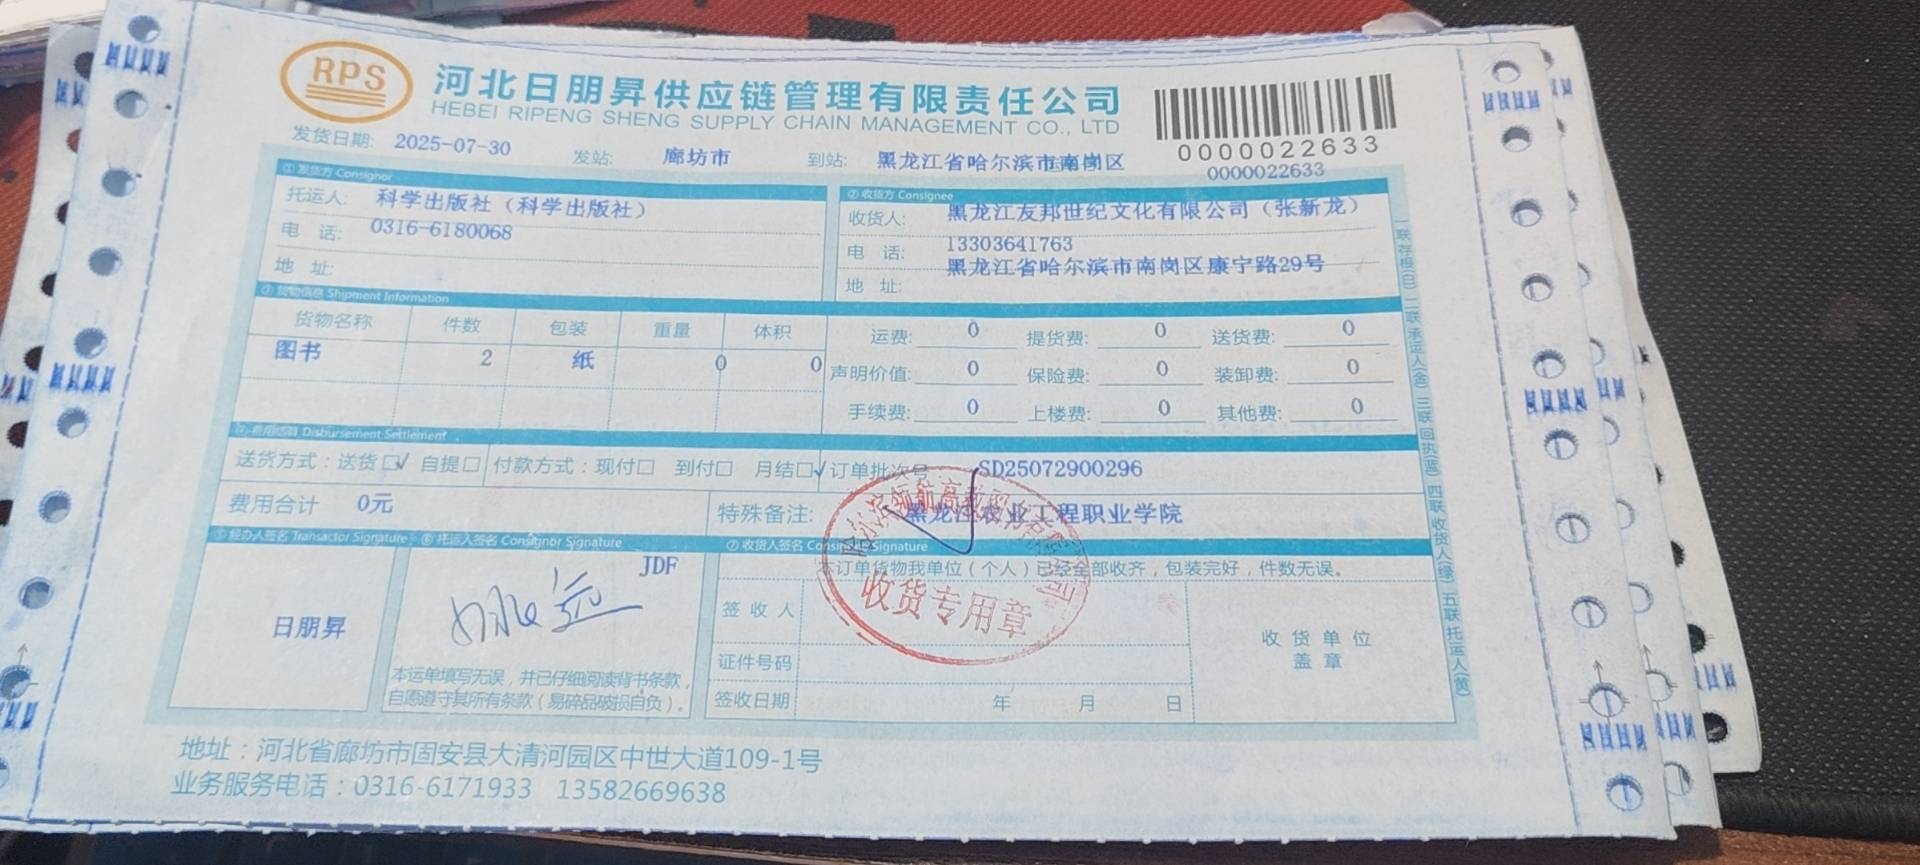 RPS
河北日朋昇供应链管理有限责任公司
HEBEI RIPENG SHENG SUPPLY CHAIN MANAGEMENT CO., LTD
0000022633
发货日期: 2025-07-30 发站: 廊坊市 到站: 黑龙江省哈尔滨市南岗区 0000022633
① 发货方 Consignor
托运人: 科学出版社（科学出版社）
电 话: 0316-6180068
地 址:
② 收货方 Consignee
收货人: 黑龙江友邦世纪文化有限公司（张新龙）
电 话: 13303641763
地 址: 黑龙江省哈尔滨市南岗区康宁路29号
③ 货物信息 Shipment Information
货物名称 件数 包装 重量 体积
图书 2 纸 0 0
运费: 0 提货费: 0 送货费: 0
声明价值: 0 保险费: 0 装卸费: 0
手续费: 0 上楼费: 0 其他费: 0
④ 费用结算 Disbursement Settlement
送货方式：送货☐√ 自提☐ 付款方式：现付☐ 到付☐ 月结☐√ 订单批次号 SD25072900296
费用合计 0元 特殊备注: 黑龙江农业工程职业学院
⑤ 经办人签名 Transactor Signature
日朋昇
⑥ 托运人签名 Consignor Signature
JDF
本运单填写无误，并已仔细阅读背书条款，
自愿遵守其所有条款（易碎品破损自负）。
⑦ 收货人签名 Consignee Signature
本订单货物我单位（个人）已经全部收齐，包装完好，件数无误。
签 收 人
证件号码
签收日期 年 月 日
收 货 单 位
盖 章
收货专用章
一联 存根(白) 二联 承运人(金) 三联 回执(蓝) 四联 收货人(绿) 五联 托运人(黄)
地址：河北省廊坊市固安县大清河园区中世大道109-1号
业务服务电话：0316-6171933 13582669638